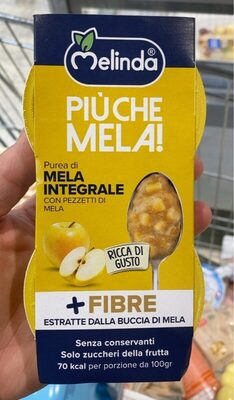 Melinda®
PIÙ CHE
MELA!
Purea di
MELA
INTEGRALE
CON PEZZETTI DI
MELA
RICCA DI
GUSTO
+ FIBRE
ESTRATTE DALLA BUCCIA DI MELA
Senza conservanti
Solo zuccheri della frutta
70 kcal per porzione da 100gr